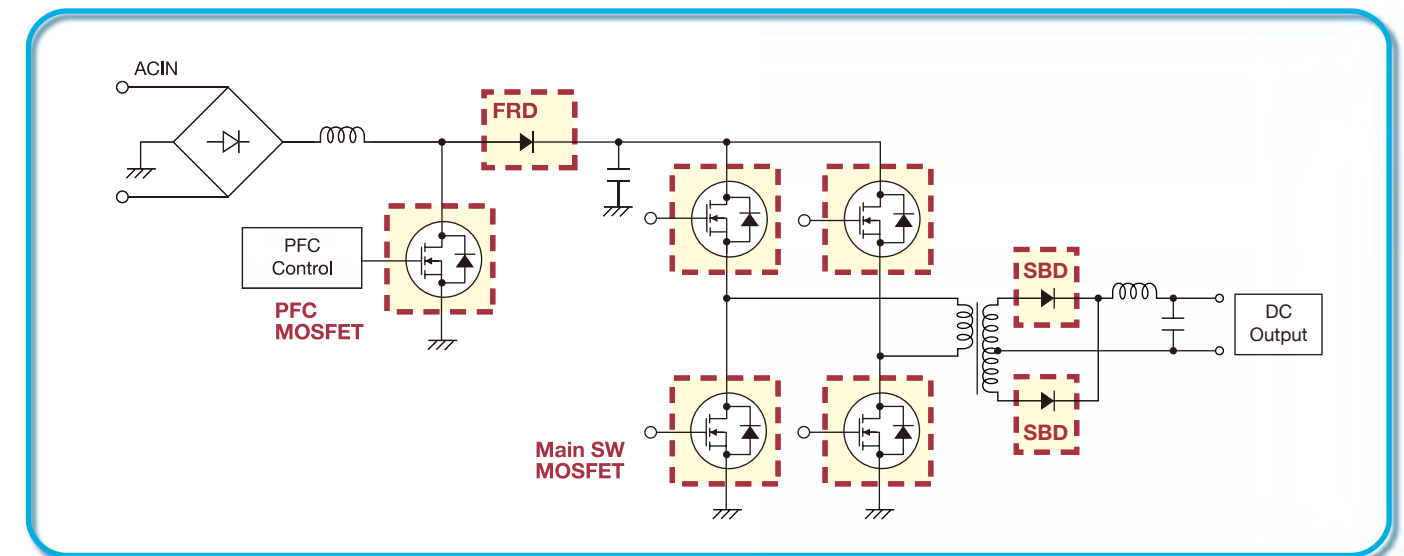 ACIN
FRD
PFC
Control
PFC
MOSFET
SBD
DC
Output
Main SW
MOSFET
SBD